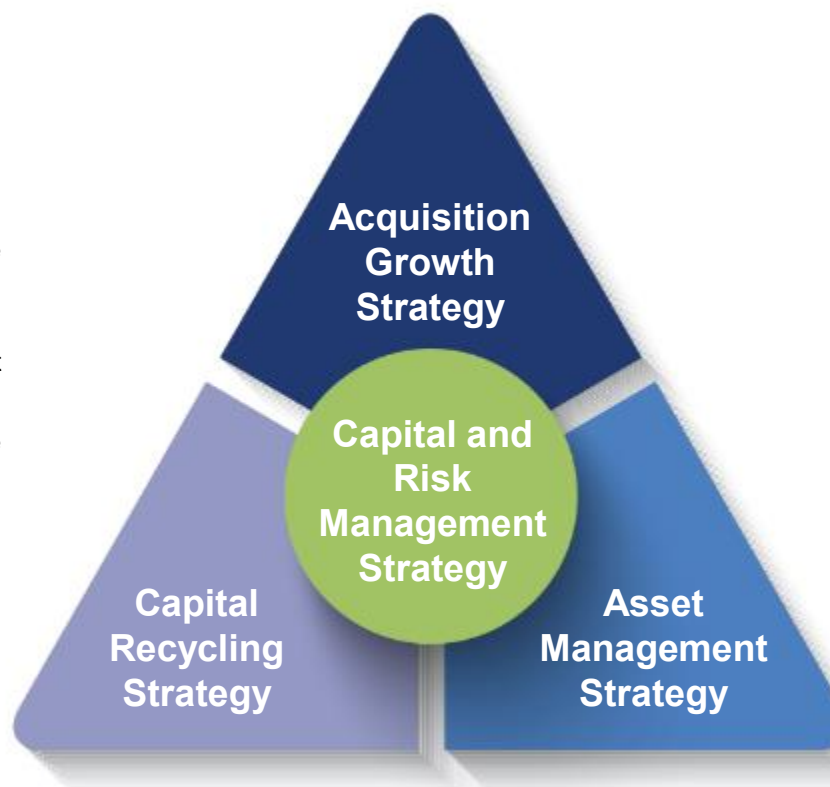 Acquisition
Growth
Strategy
Capital and
Risk
Management
Strategy
Capital
Recycling
Strategy
Asset
Management
Strategy